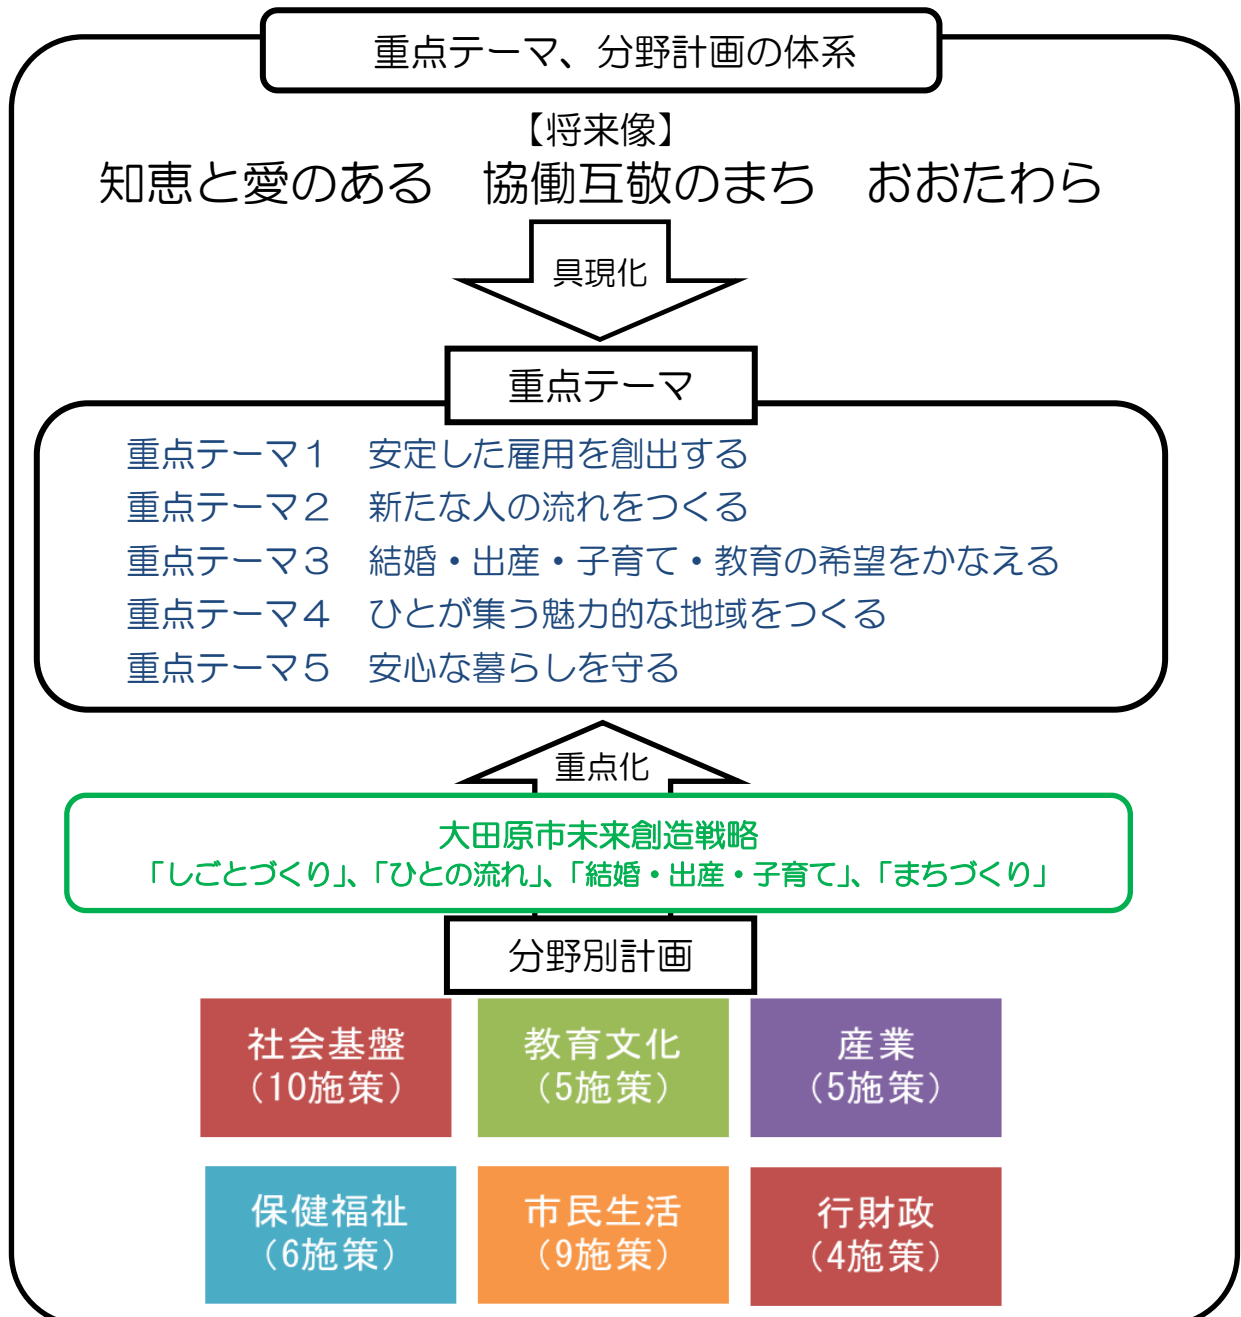 重点テーマ、分野計画の体系
【将来像】
知恵と愛のある　協働互敬のまち　おおたわら
具現化
重点テーマ
重点テーマ１　安定した雇用を創出する
重点テーマ２　新たな人の流れをつくる
重点テーマ３　結婚・出産・子育て・教育の希望をかなえる
重点テーマ４　ひとが集う魅力的な地域をつくる
重点テーマ５　安心な暮らしを守る
重点化
大田原市未来創造戦略
「しごとづくり」、「ひとの流れ」、「結婚・出産・子育て」、「まちづくり」
分野別計画
社会基盤
（10施策）
教育文化
（5施策）
産業
（5施策）
保健福祉
（6施策）
市民生活
（9施策）
行財政
（4施策）